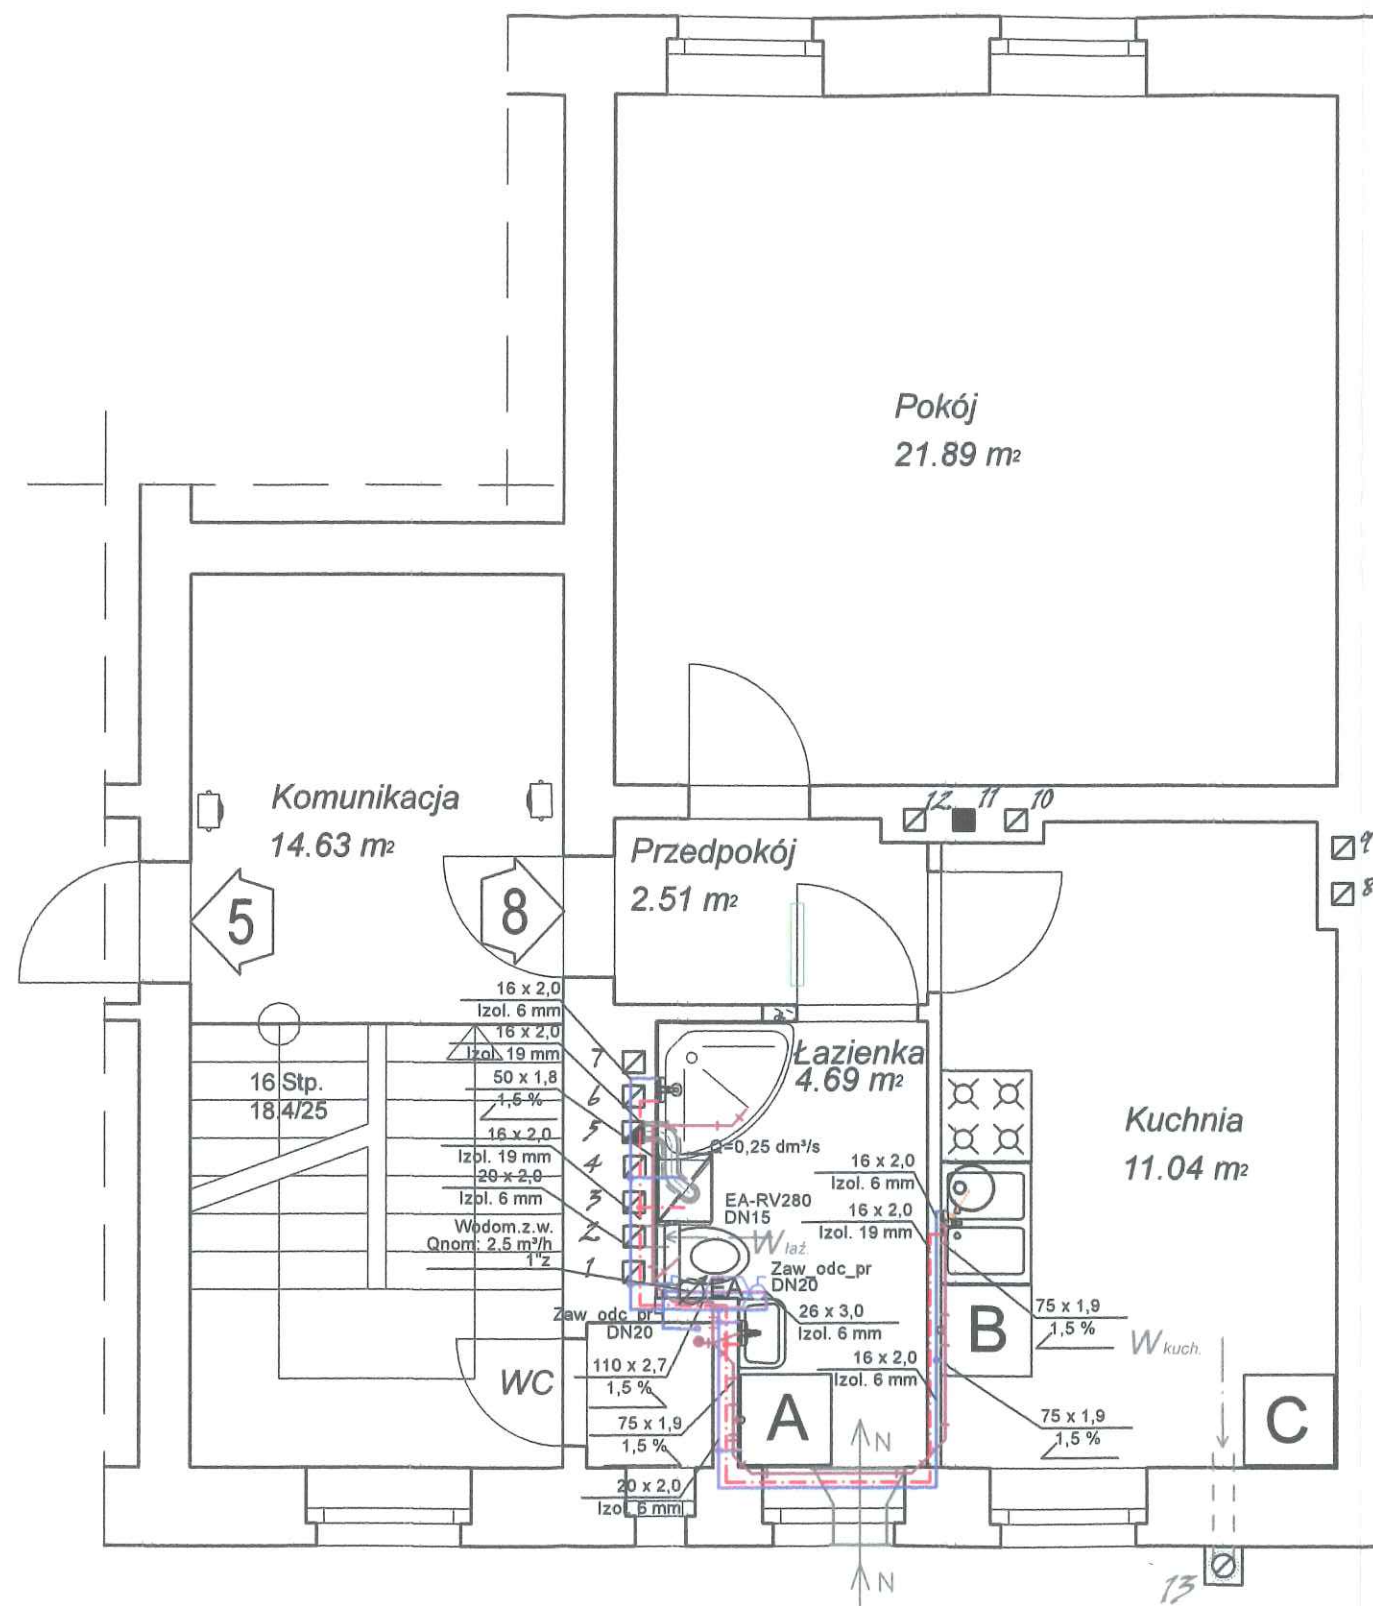 Pokój
21.89 m²
Komunikacja
14.63 m²
12 11 10
Przedpokój
2.51 m²
9
8
5
8
16 x 2,0
Izol. 6 mm
16 x 2,0
Izol. 19 mm
50 x 1,8
1,5 %
16 x 2,0
Izol. 19 mm
20 x 2,0
Izol. 6 mm
Wodom.z.w.
Qnom: 2.5 m³/h
1"z
16 Stp.
18.4/25
7
6
5
4
3
2
1
Łazienka
4.69 m²
Q=0,25 dm³/s
EA-RV280
DN15
W łaź.
Zaw_odc_pr
DN20
EA
26 x 3,0
Izol. 6 mm
16 x 2,0
Izol. 6 mm
16 x 2,0
Izol. 6 mm
16 x 2,0
Izol. 19 mm
Kuchnia
11.04 m²
Zaw_odc_pr
DN20
WC
110 x 2,7
1,5 %
75 x 1,9
1,5 %
20 x 2,0
Izol. 6 mm
A
B
C
75 x 1,9
1,5 %
W kuch.
75 x 1,9
1,5 %
N
N
13